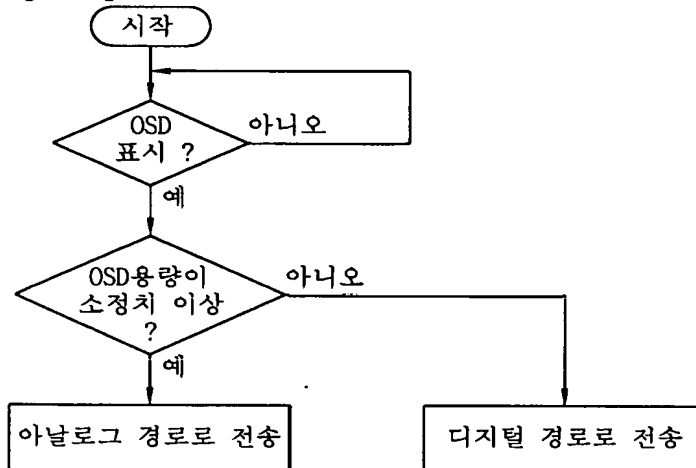 시작
OSD
표시 ?
아니오
예
OSD용량이
소정치 이상
?
아니오
예
아날로그 경로로 전송
디지털 경로로 전송